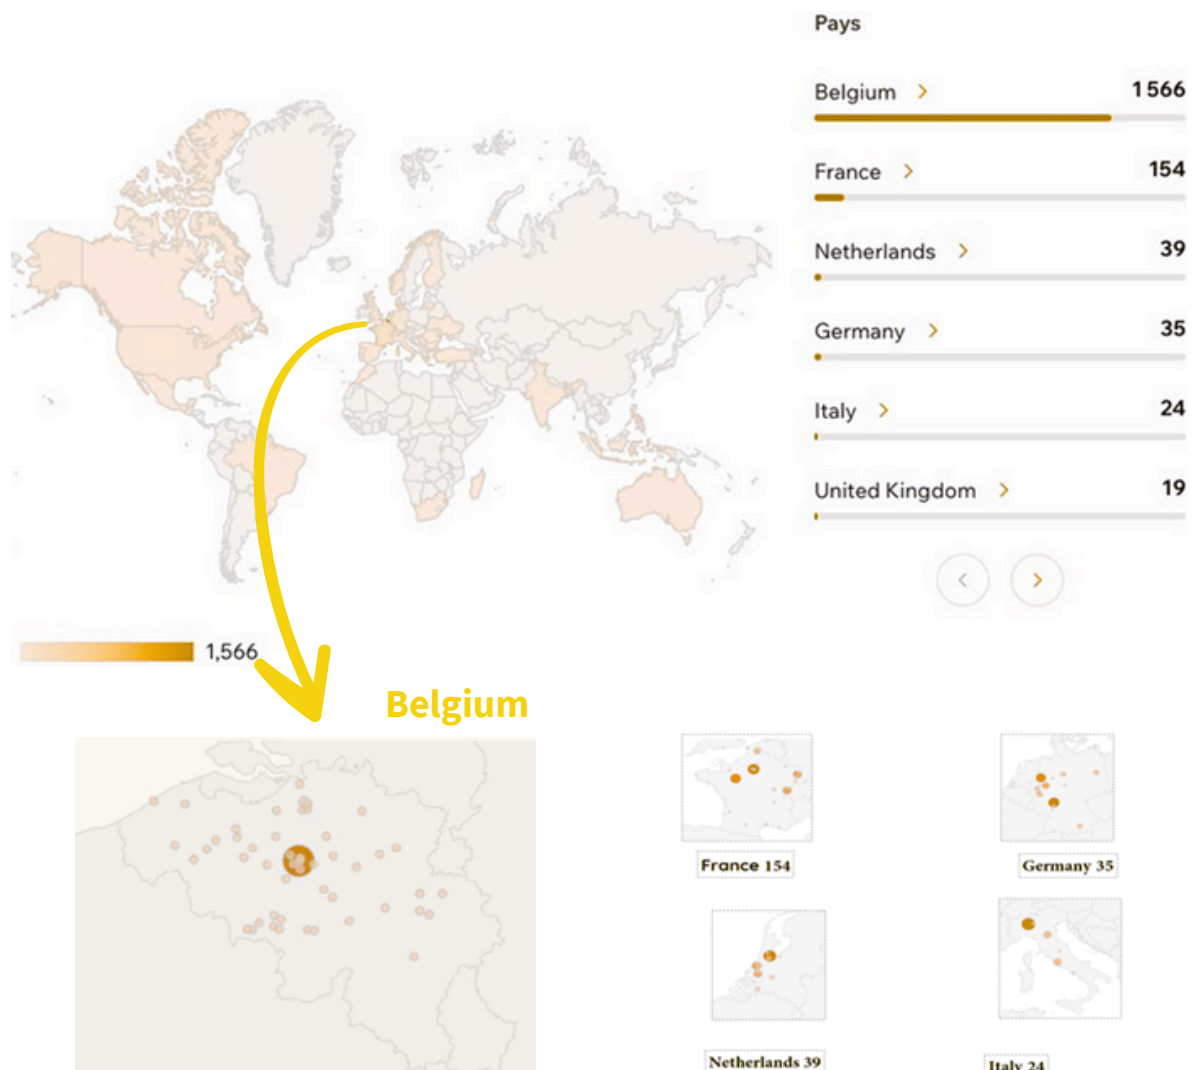 Pays
Belgium 1 566
France 154
Netherlands 39
Germany 35
Italy 24
United Kingdom 19
1,566
Belgium
France 154
Germany 35
Netherlands 39
Italy 24